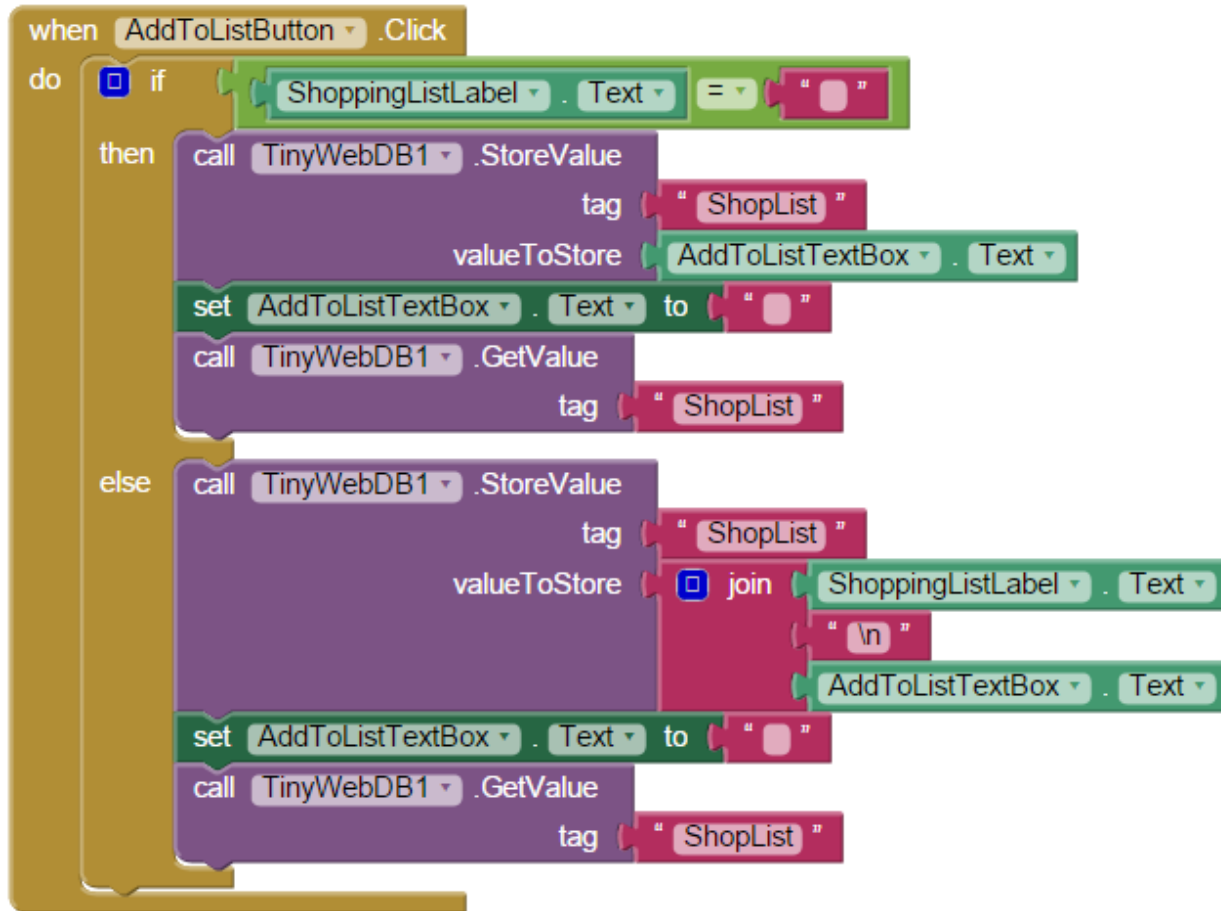 when AddToListButton .Click
do if ShoppingListLabel . Text = " "
then call TinyWebDB1 .StoreValue
tag " ShopList "
valueToStore AddToListTextBox . Text
set AddToListTextBox . Text to " "
call TinyWebDB1 .GetValue
tag " ShopList "
else call TinyWebDB1 .StoreValue
tag " ShopList "
valueToStore join ShoppingListLabel . Text
" \n "
AddToListTextBox . Text
set AddToListTextBox . Text to " "
call TinyWebDB1 .GetValue
tag " ShopList "